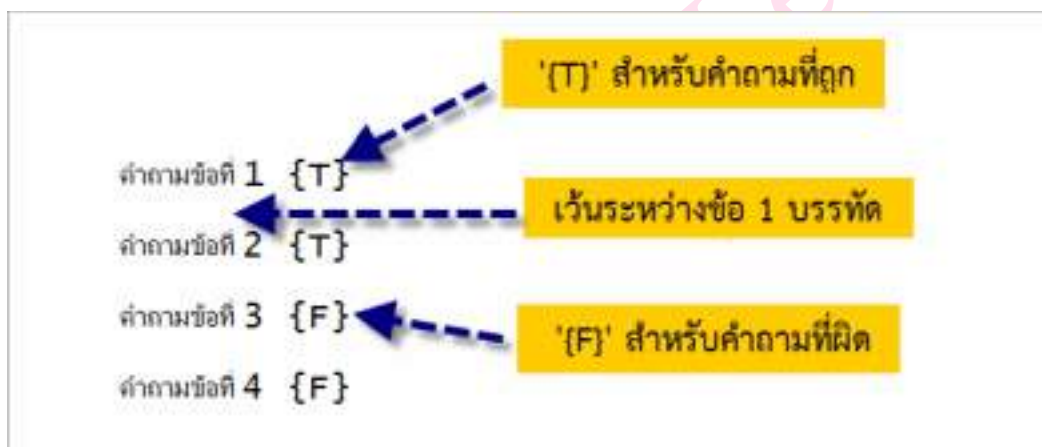 '{T}' สำหรับคำถามที่ถูก
คำถามข้อที่ 1 {T}
เว้นระหว่างข้อ 1 บรรทัด
คำถามข้อที่ 2 {T}
คำถามข้อที่ 3 {F}
'{F}' สำหรับคำถามที่ผิด
คำถามข้อที่ 4 {F}